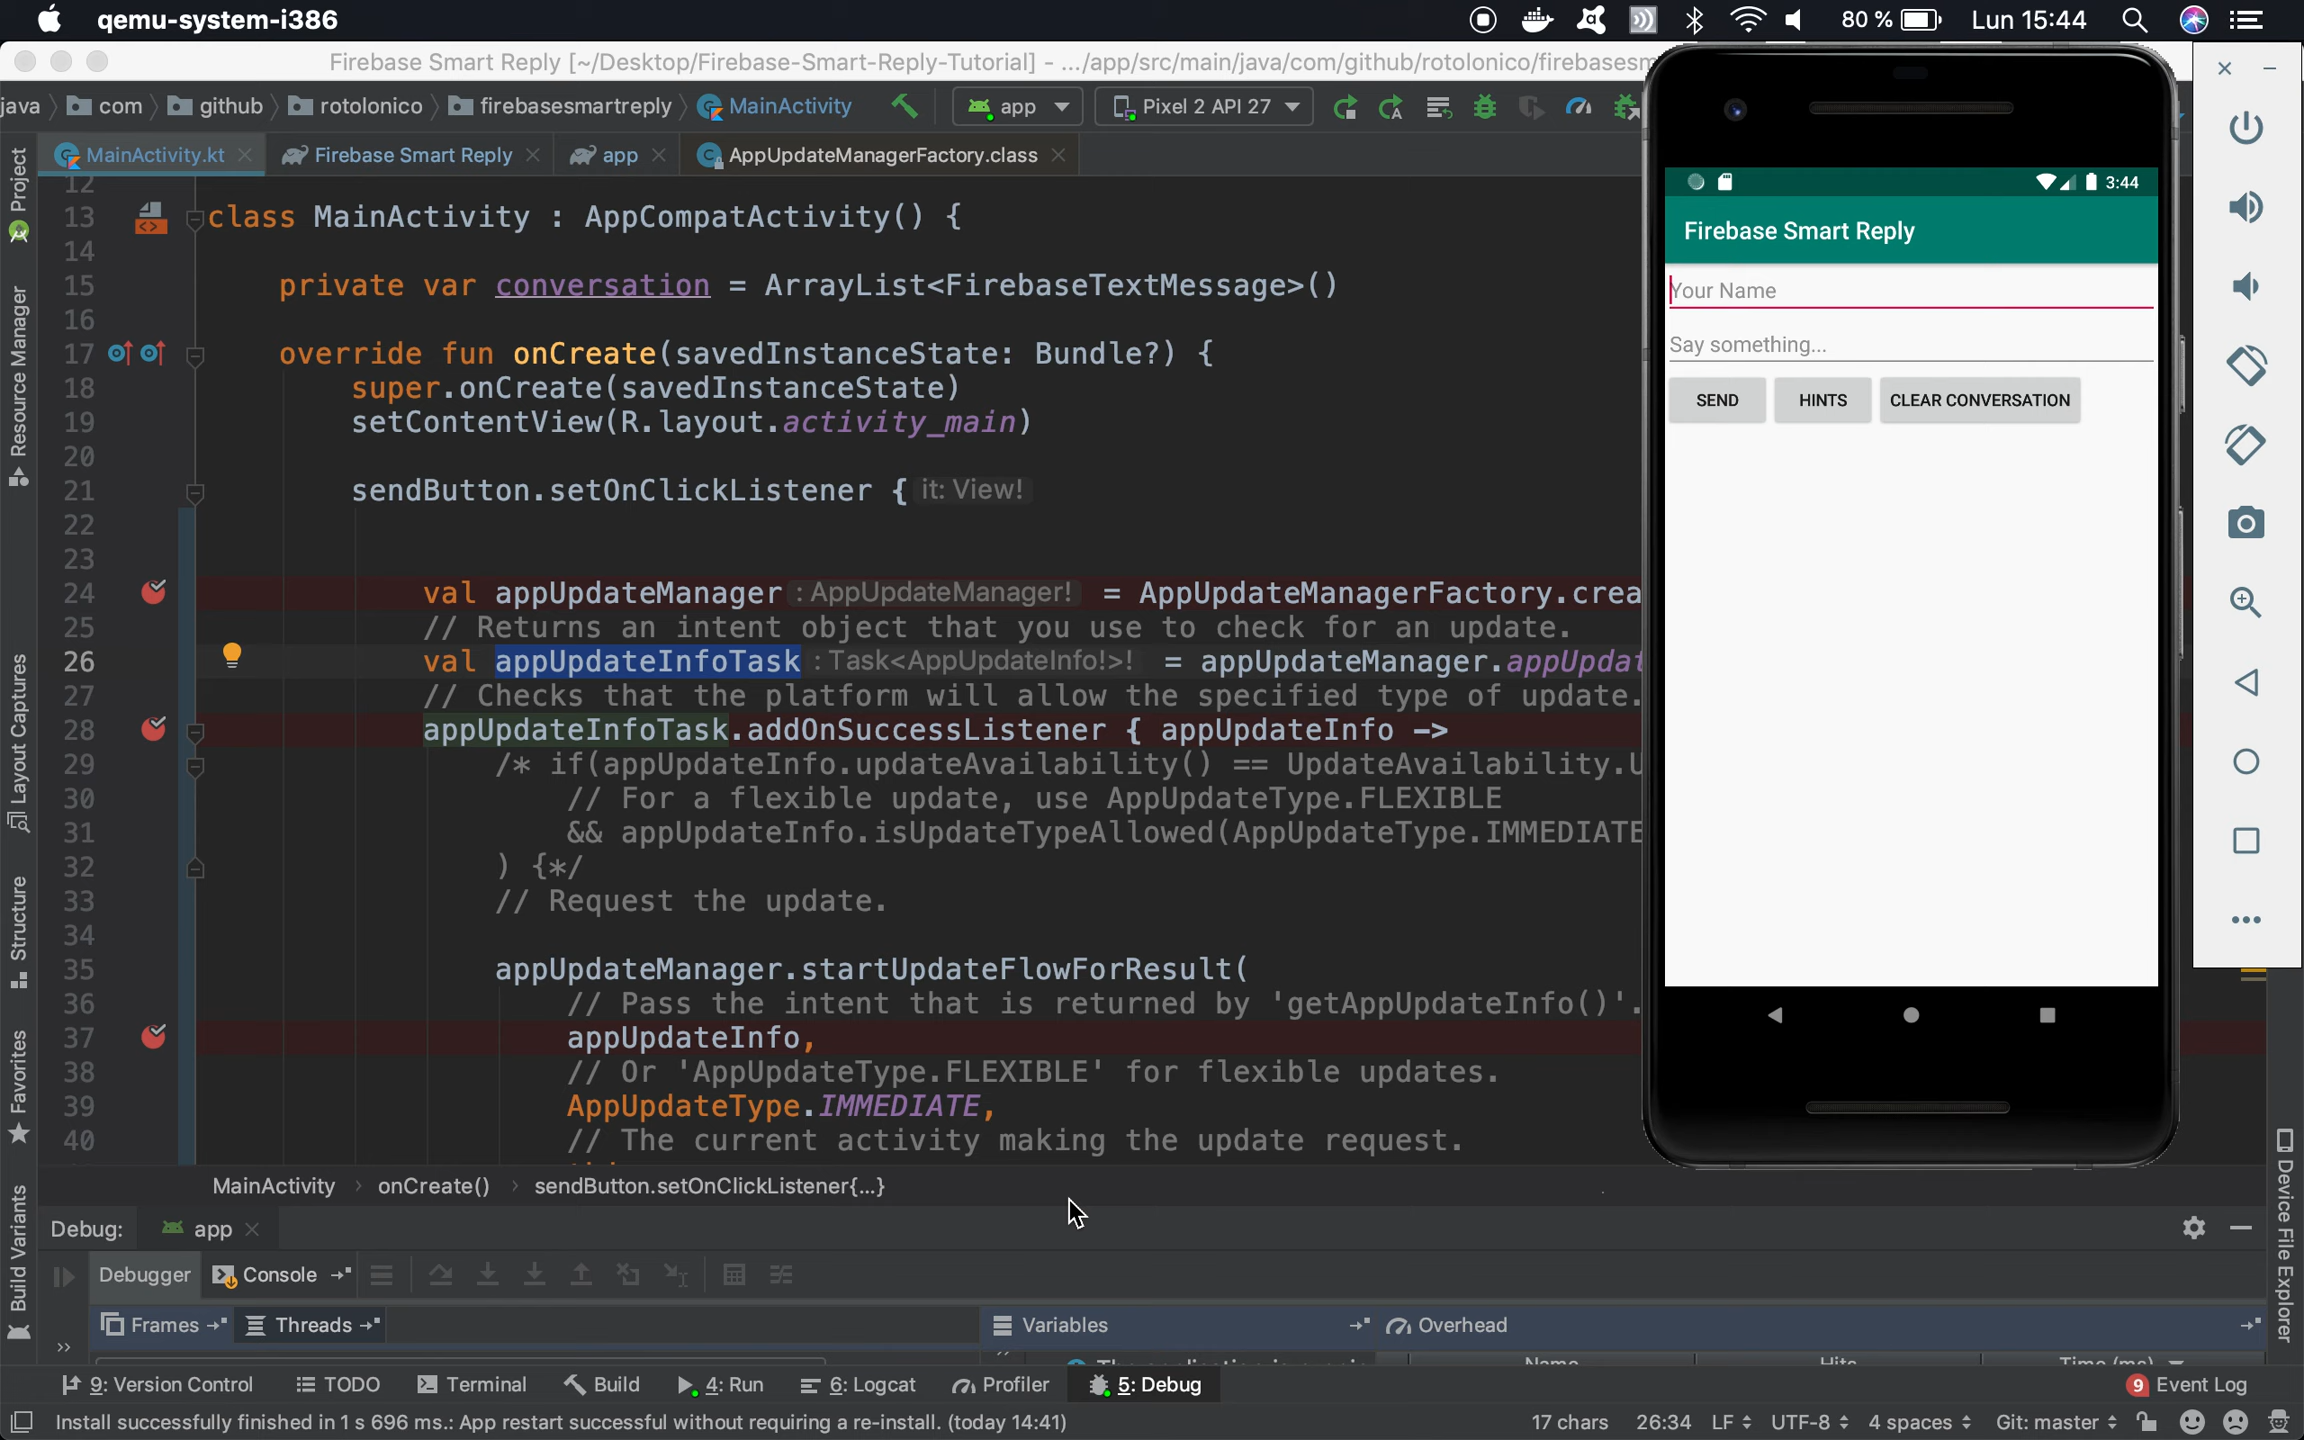 qemu-system-i386
80 %
Lun 15:44
Firebase Smart Reply [~/Desktop/Firebase-Smart-Reply-Tutorial] - .../app/src/main/java/com/github/rotolonico/firebasesm
java
com
github
rotolonico
firebasesmartreply
MainActivity
app
Pixel 2 API 27
MainActivity.kt
Firebase Smart Reply
app
AppUpdateManagerFactory.class
Project
Resource Manager
Layout Captures
Structure
Favorites
Build Variants
12
13 class MainActivity : AppCompatActivity() {
14
15 private var conversation = ArrayList<FirebaseTextMessage>()
16
17 override fun onCreate(savedInstanceState: Bundle?) {
18 super.onCreate(savedInstanceState)
19 setContentView(R.layout.activity_main)
20
21 sendButton.setOnClickListener { it: View!
22
23
24 val appUpdateManager : AppUpdateManager! = AppUpdateManagerFactory.crea
25 // Returns an intent object that you use to check for an update.
26 val appUpdateInfoTask : Task<AppUpdateInfo!>! = appUpdateManager.appUpdat
27 // Checks that the platform will allow the specified type of update.
28 appUpdateInfoTask.addOnSuccessListener { appUpdateInfo ->
29 /* if(appUpdateInfo.updateAvailability() == UpdateAvailability.U
30 // For a flexible update, use AppUpdateType.FLEXIBLE
31 && appUpdateInfo.isUpdateTypeAllowed(AppUpdateType.IMMEDIATE
32 ) {*/
33 // Request the update.
34
35 appUpdateManager.startUpdateFlowForResult(
36 // Pass the intent that is returned by 'getAppUpdateInfo()'.
37 appUpdateInfo,
38 // Or 'AppUpdateType.FLEXIBLE' for flexible updates.
39 AppUpdateType.IMMEDIATE,
40 // The current activity making the update request.
3:44
Firebase Smart Reply
Your Name
Say something...
SEND
HINTS
CLEAR CONVERSATION
Device File Explorer
MainActivity › onCreate() › sendButton.setOnClickListener{...}
Debug:
app
Debugger
Console
Frames
Threads
Variables
Overhead
9: Version Control
TODO
Terminal
Build
4: Run
6: Logcat
Profiler
5: Debug
9 Event Log
Install successfully finished in 1 s 696 ms.: App restart successful without requiring a re-install. (today 14:41)
17 chars
26:34
LF
UTF-8
4 spaces
Git: master